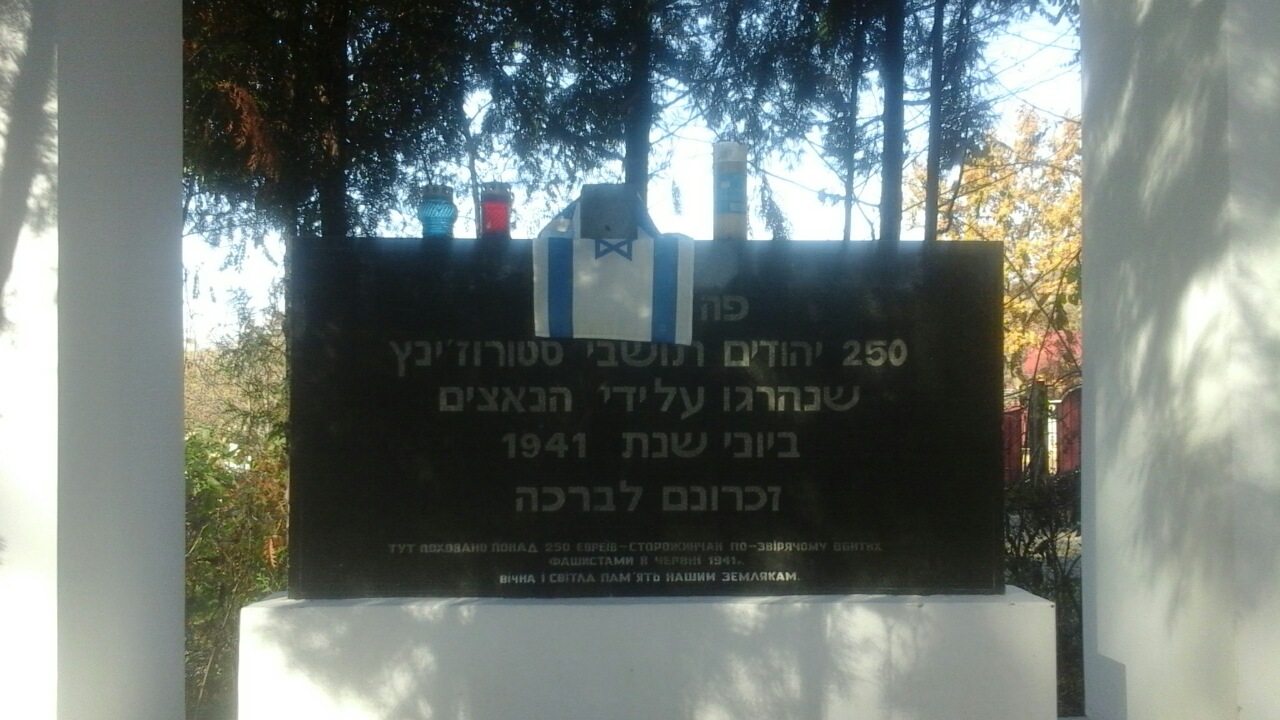 פה
250 יהודים תושבי סטורוז'ינץ
שנהרגו על ידי הנאצים
ביוני שנת 1941
זכרונם לברכה
ТУТ ПОХОВАНО ПОНАД 250 ЄВРЕЇВ-СТОРОЖИНЧАН ПО-ЗВІРЯЧОМУ ВБИТИХ
ФАШИСТАМИ В ЧЕРВНІ 1941.
ВІЧНА І СВІТЛА ПАМ'ЯТЬ НАШИМ ЗЕМЛЯКАМ.